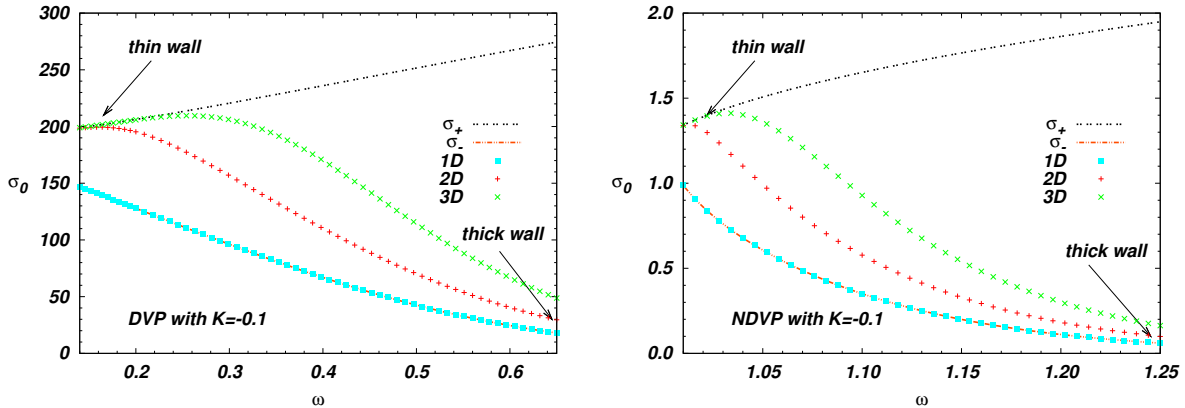 300
250
200
150
100
50
0
σ₀
thin wall
σ₊
σ₋
1D
2D
3D
thick wall
DVP with K=-0.1
0.2
0.3
0.4
0.5
0.6
ω
2.0
1.5
1.0
0.5
0.0
σ₀
thin wall
σ₊
σ₋
1D
2D
3D
thick wall
NDVP with K=-0.1
1.05
1.10
1.15
1.20
1.25
ω